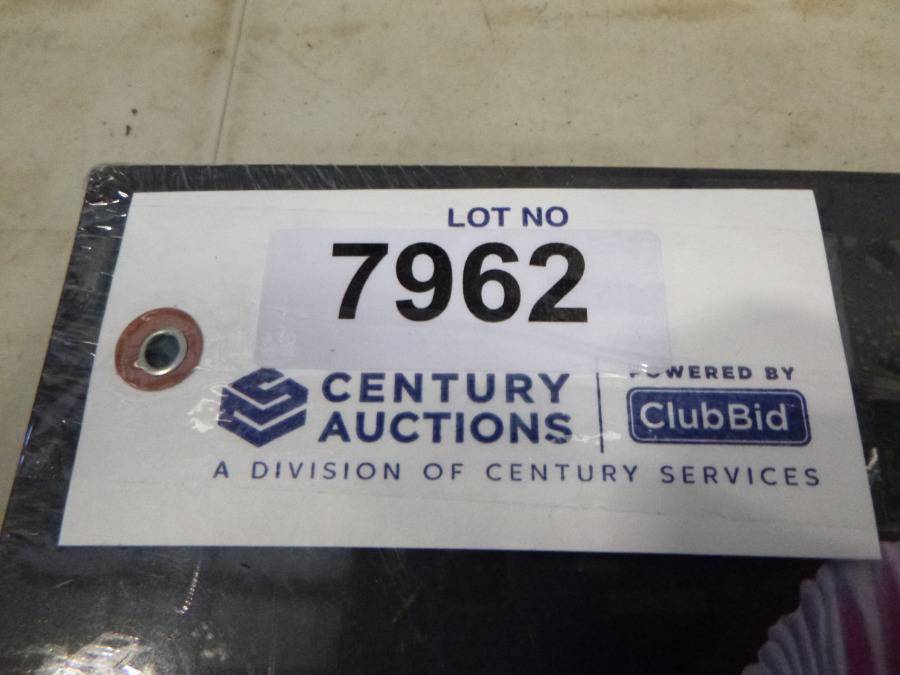 LOT NO
7962
CENTURY
AUCTIONS
POWERED BY
ClubBid
A DIVISION OF CENTURY SERVICES